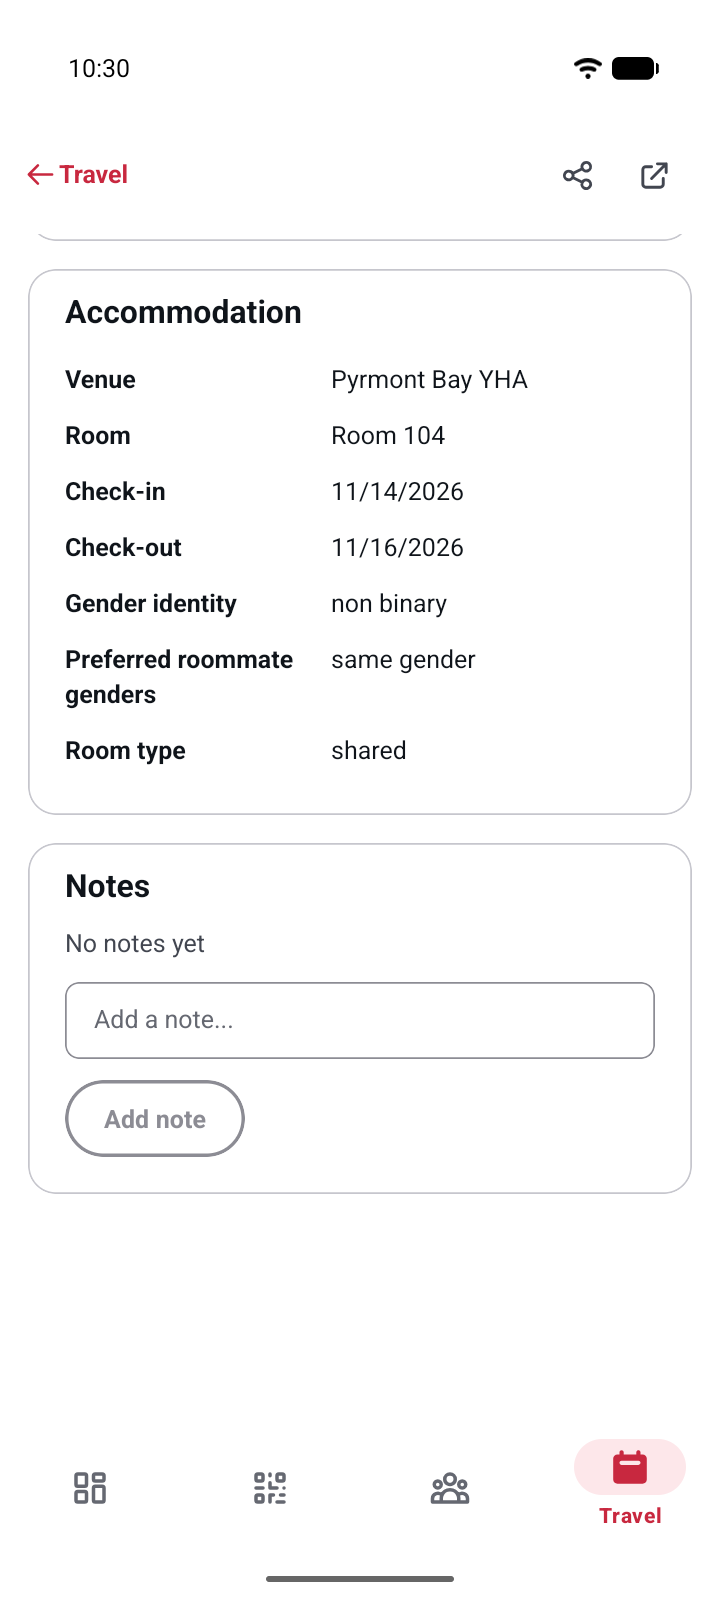 10:30
Travel
Accommodation
Venue Pyrmont Bay YHA
Room Room 104
Check-in 11/14/2026
Check-out 11/16/2026
Gender identity non binary
Preferred roommate same gender
genders
Room type shared
Notes
No notes yet
Add a note...
Add note
Travel